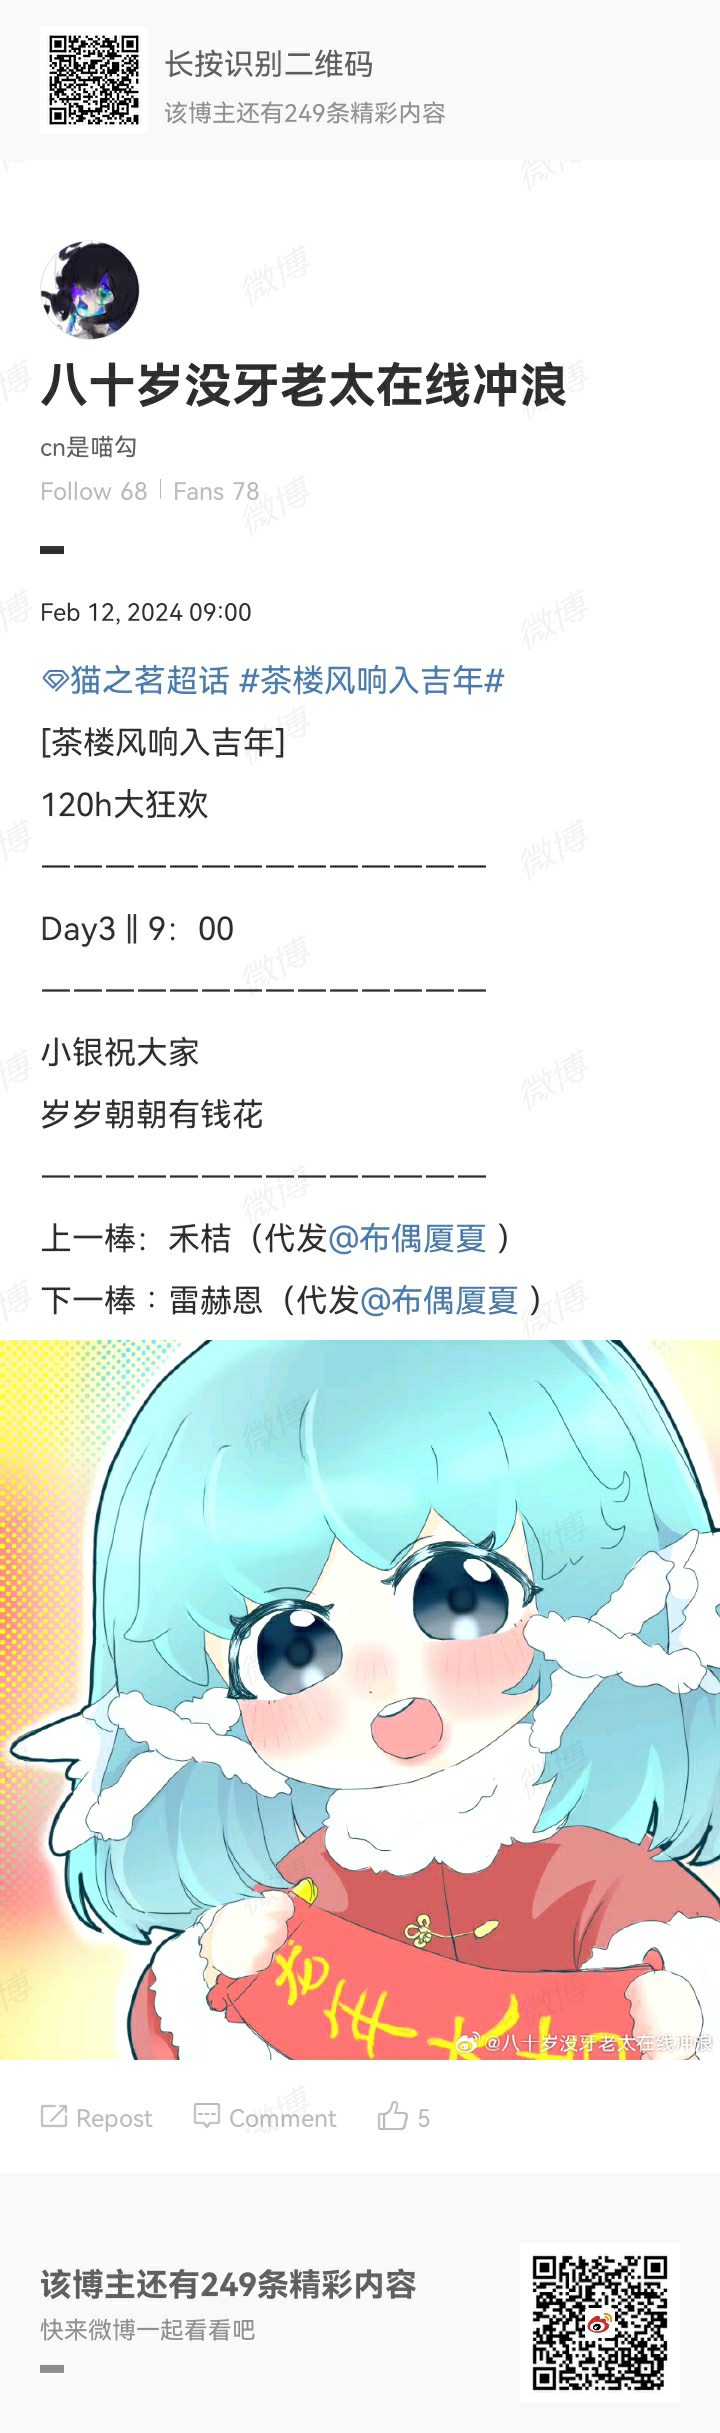 长按识别二维码
该博主还有249条精彩内容
八十岁没牙老太在线冲浪
cn是喵勾
Follow 68 | Fans 78
Feb 12, 2024 09:00
猫之茗超话 #茶楼风响入吉年#
[茶楼风响入吉年]
120h大狂欢
——————————————
Day3 || 9：00
——————————————
小银祝大家
岁岁朝朝有钱花
——————————————
上一棒：禾桔（代发@布偶厦夏 ）
下一棒：雷赫恩（代发@布偶厦夏 ）
年大吉
@八十岁没牙老太在线冲浪
Repost Comment 5
该博主还有249条精彩内容
快来微博一起看看吧
微博